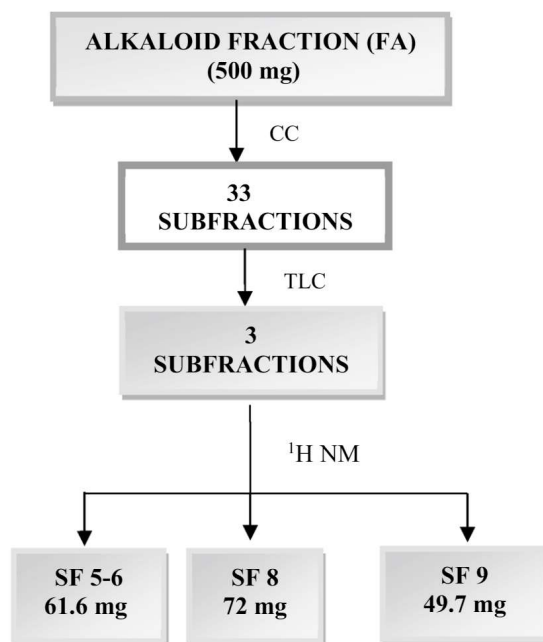 ALKALOID FRACTION (FA)
(500 mg)
CC
33
SUBFRACTIONS
TLC
3
SUBFRACTIONS
¹H NM
SF 5-6
61.6 mg
SF 8
72 mg
SF 9
49.7 mg